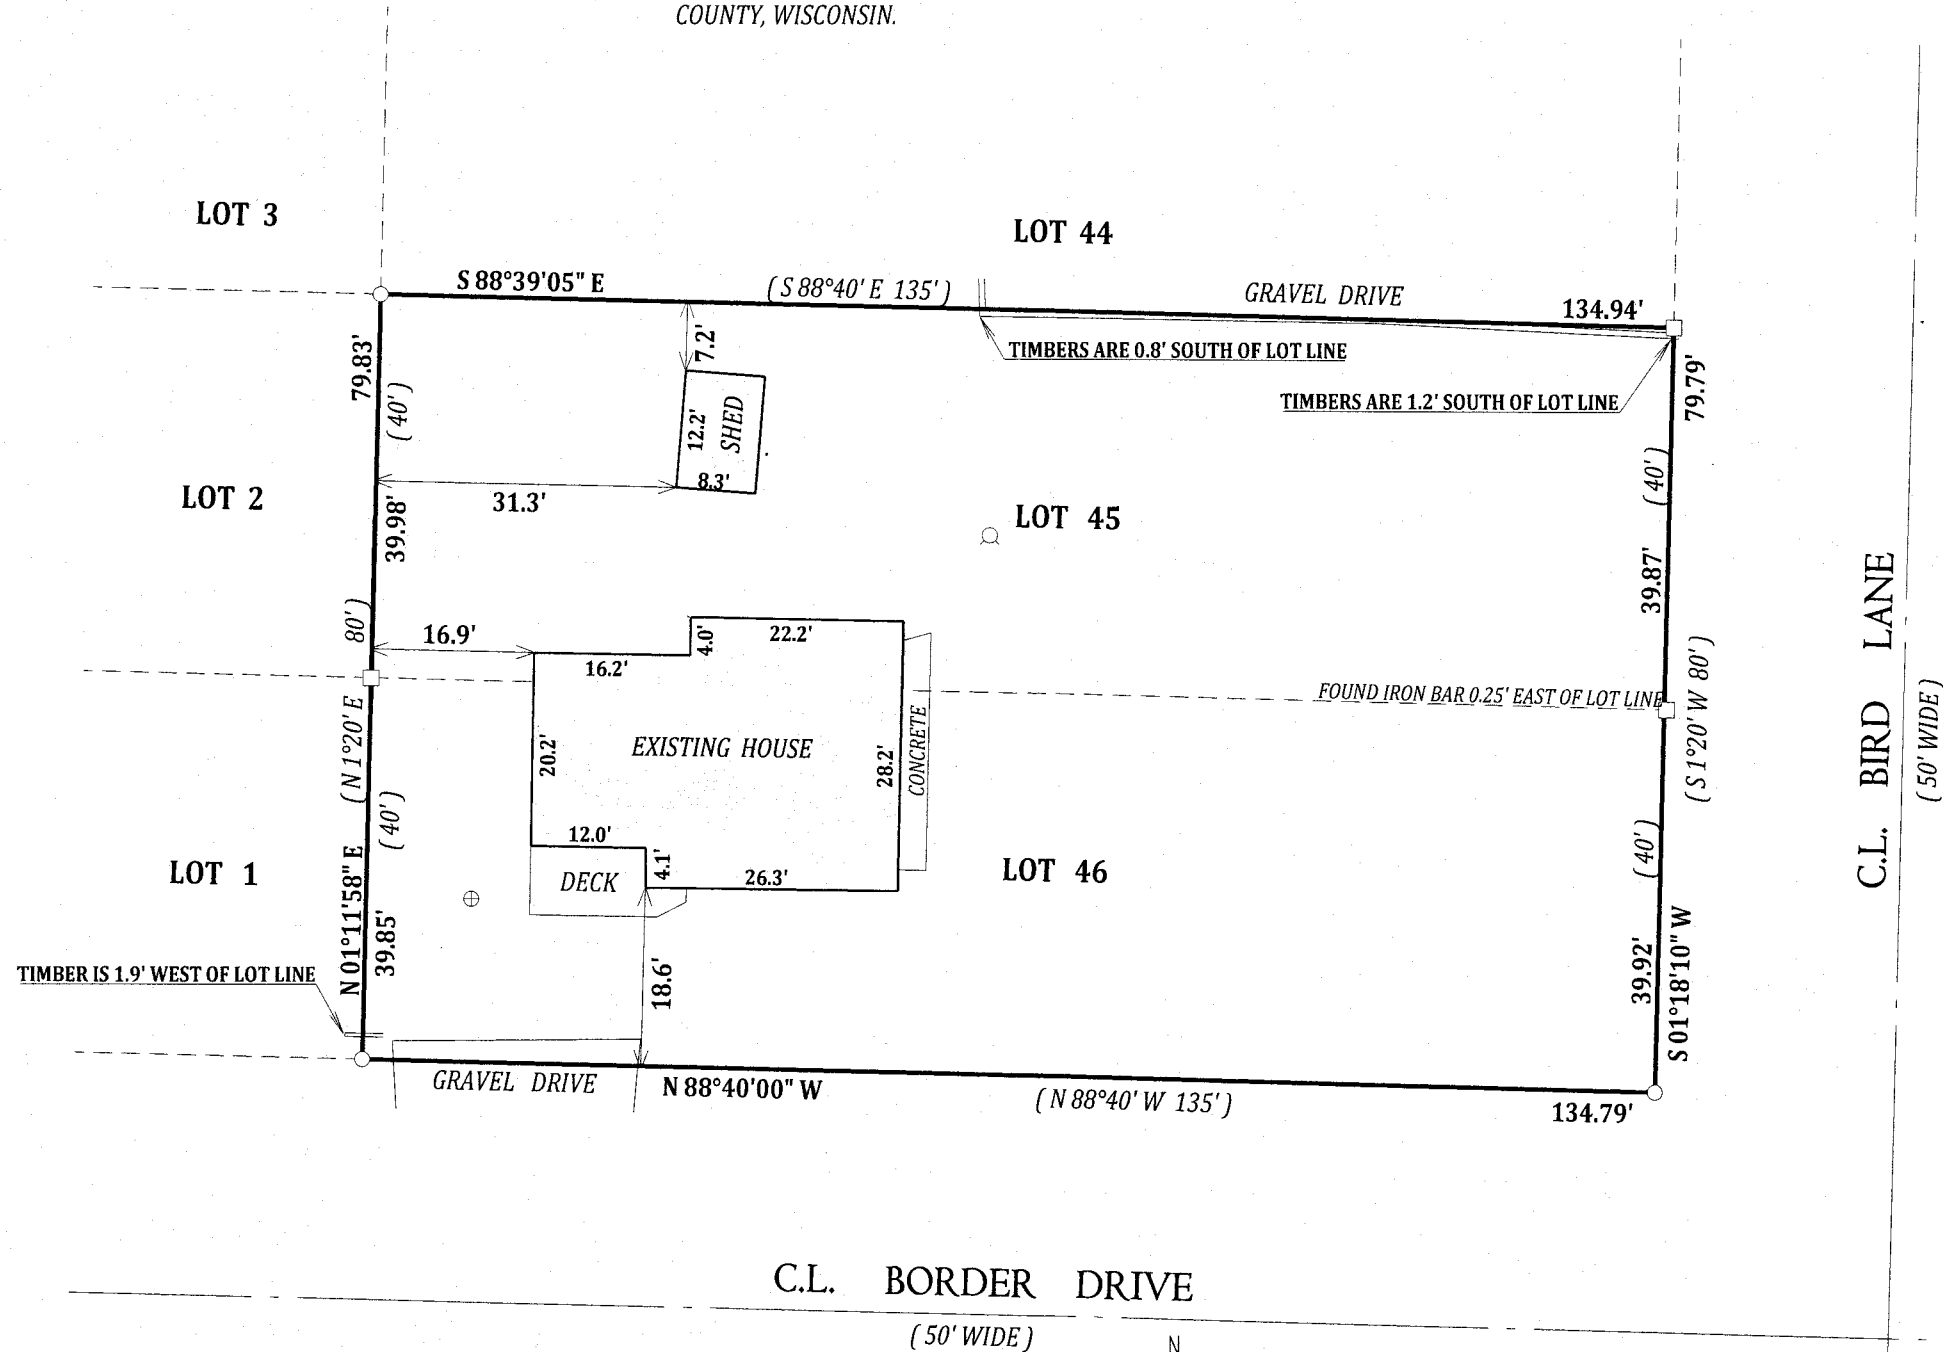 COUNTY, WISCONSIN.
LOT 3
LOT 44
S 88°39'05" E
( S 88°40' E 135' )
GRAVEL DRIVE
134.94'
79.83'
( 40' )
7.2'
TIMBERS ARE 0.8' SOUTH OF LOT LINE
TIMBERS ARE 1.2' SOUTH OF LOT LINE
79.79'
12.2'
SHED
8.3'
( 40' )
LOT 2
31.3'
39.98'
LOT 45
39.87'
80' )
16.9'
16.2'
4.0'
22.2'
FOUND IRON BAR 0.25' EAST OF LOT LINE
( S 1°20' W 80' )
C.L. BIRD LANE
( 50' WIDE )
( N 1°20' E
20.2'
EXISTING HOUSE
28.2'
CONCRETE
( 40' )
12.0'
4.1'
26.3'
DECK
( 40' )
LOT 1
LOT 46
N 01°11'58" E
39.85'
18.6'
39.92'
S 01°18'10" W
TIMBER IS 1.9' WEST OF LOT LINE
GRAVEL DRIVE
N 88°40'00" W
( N 88°40' W 135' )
134.79'
C.L. BORDER DRIVE
( 50' WIDE )
N